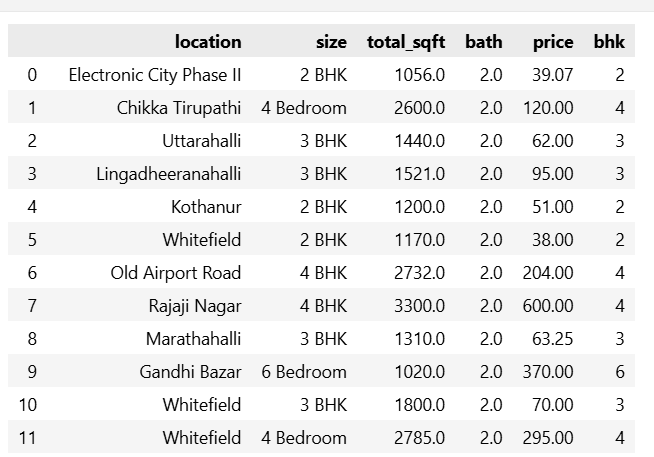 location size total_sqft bath price bhk
0 Electronic City Phase II 2 BHK 1056.0 2.0 39.07 2
1 Chikka Tirupathi 4 Bedroom 2600.0 2.0 120.00 4
2 Uttarahalli 3 BHK 1440.0 2.0 62.00 3
3 Lingadheeranahalli 3 BHK 1521.0 2.0 95.00 3
4 Kothanur 2 BHK 1200.0 2.0 51.00 2
5 Whitefield 2 BHK 1170.0 2.0 38.00 2
6 Old Airport Road 4 BHK 2732.0 2.0 204.00 4
7 Rajaji Nagar 4 BHK 3300.0 2.0 600.00 4
8 Marathahalli 3 BHK 1310.0 2.0 63.25 3
9 Gandhi Bazar 6 Bedroom 1020.0 2.0 370.00 6
10 Whitefield 3 BHK 1800.0 2.0 70.00 3
11 Whitefield 4 Bedroom 2785.0 2.0 295.00 4